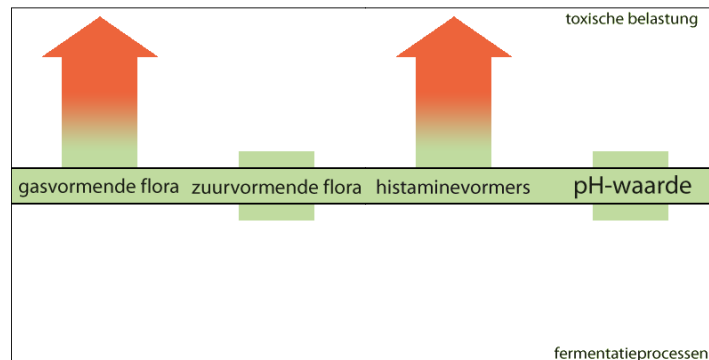 toxische belastung
gasvormende flora zuurvormende flora histaminevormers pH-waarde
fermentatieprocessen